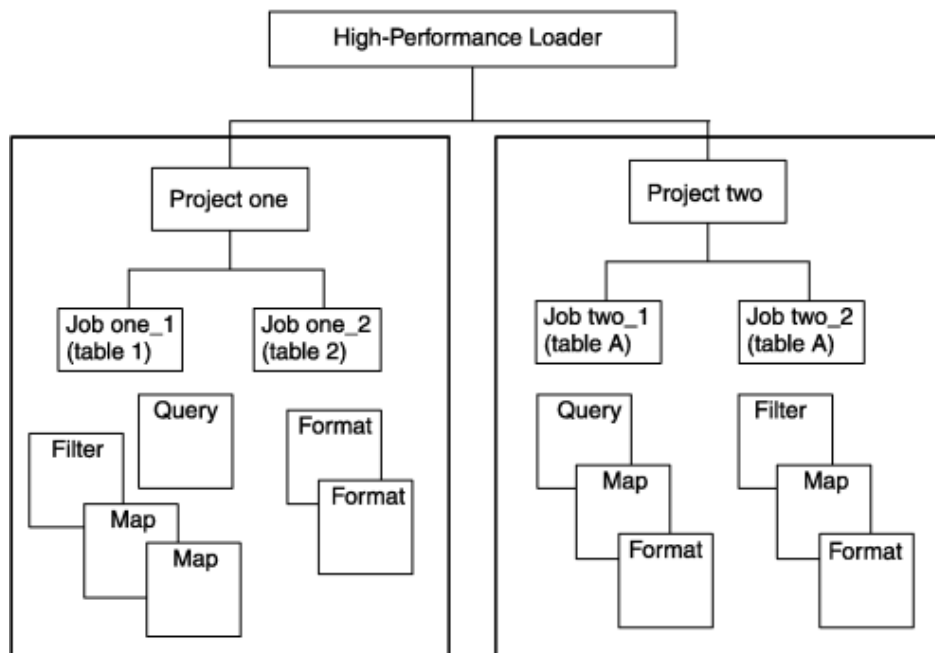 High-Performance Loader
Project one
Project two
Job one_1
(table 1)
Job one_2
(table 2)
Job two_1
(table A)
Job two_2
(table A)
Query
Filter
Map
Map
Format
Format
Query
Map
Format
Filter
Map
Format